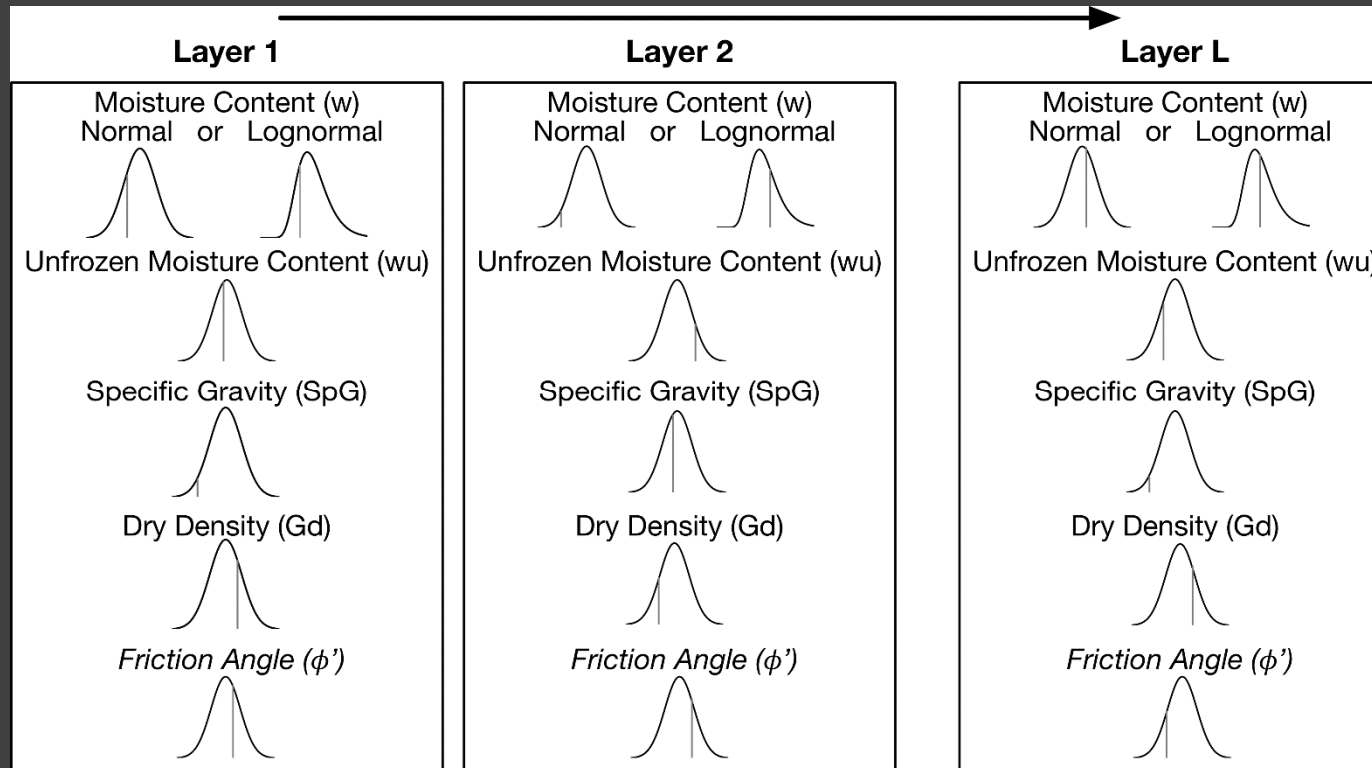 Layer 1
Moisture Content (w)
Normal or Lognormal
Unfrozen Moisture Content (wu)
Specific Gravity (SpG)
Dry Density (Gd)
Friction Angle (ϕ’)
Layer 2
Moisture Content (w)
Normal or Lognormal
Unfrozen Moisture Content (wu)
Specific Gravity (SpG)
Dry Density (Gd)
Friction Angle (ϕ’)
Layer L
Moisture Content (w)
Normal or Lognormal
Unfrozen Moisture Content (wu)
Specific Gravity (SpG)
Dry Density (Gd)
Friction Angle (ϕ’)